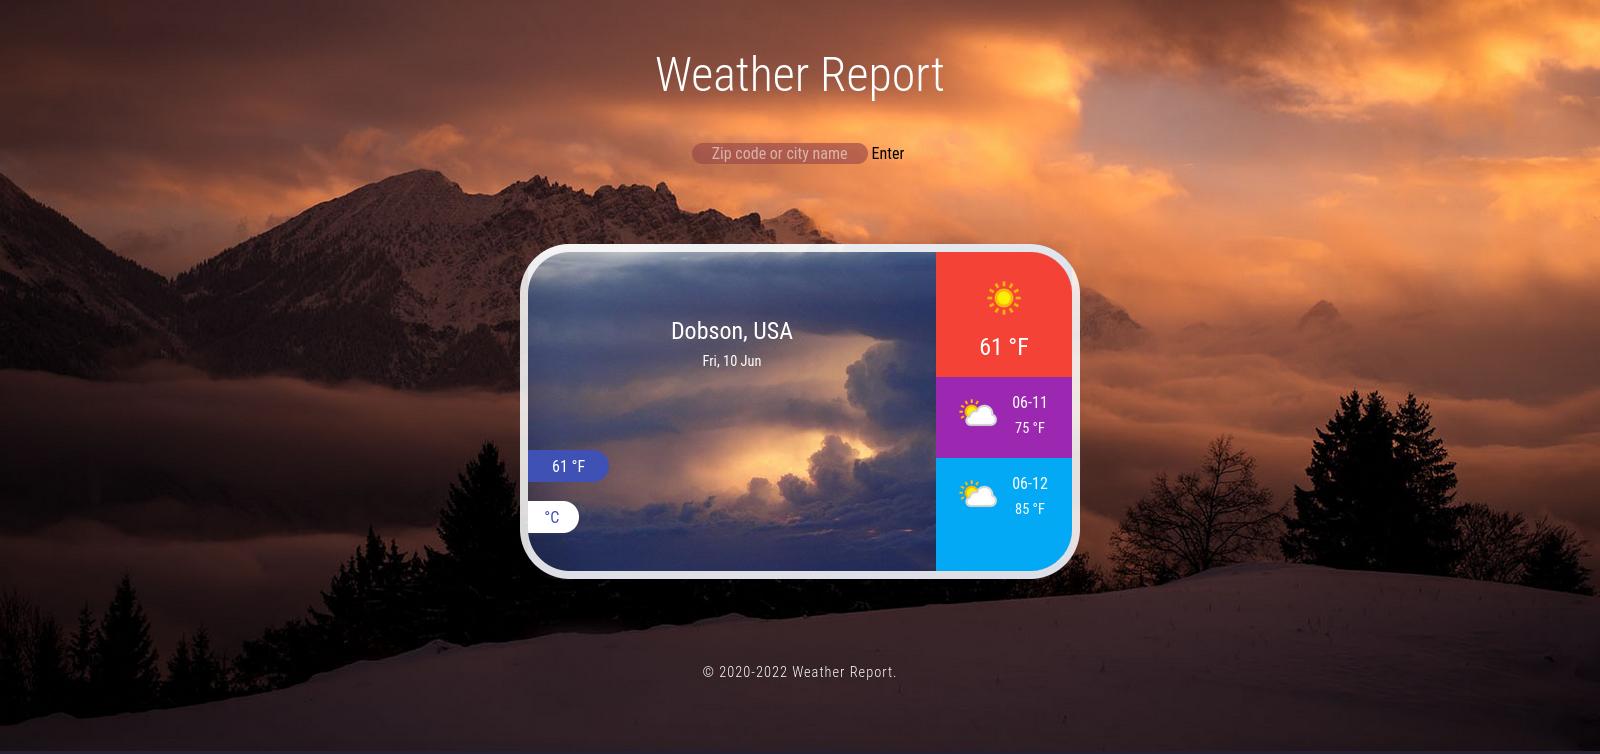 Weather Report
Zip code or city name Enter
Dobson, USA
Fri, 10 Jun
61 °F
°C
61 °F
06-11
75 °F
06-12
85 °F
© 2020-2022 Weather Report.